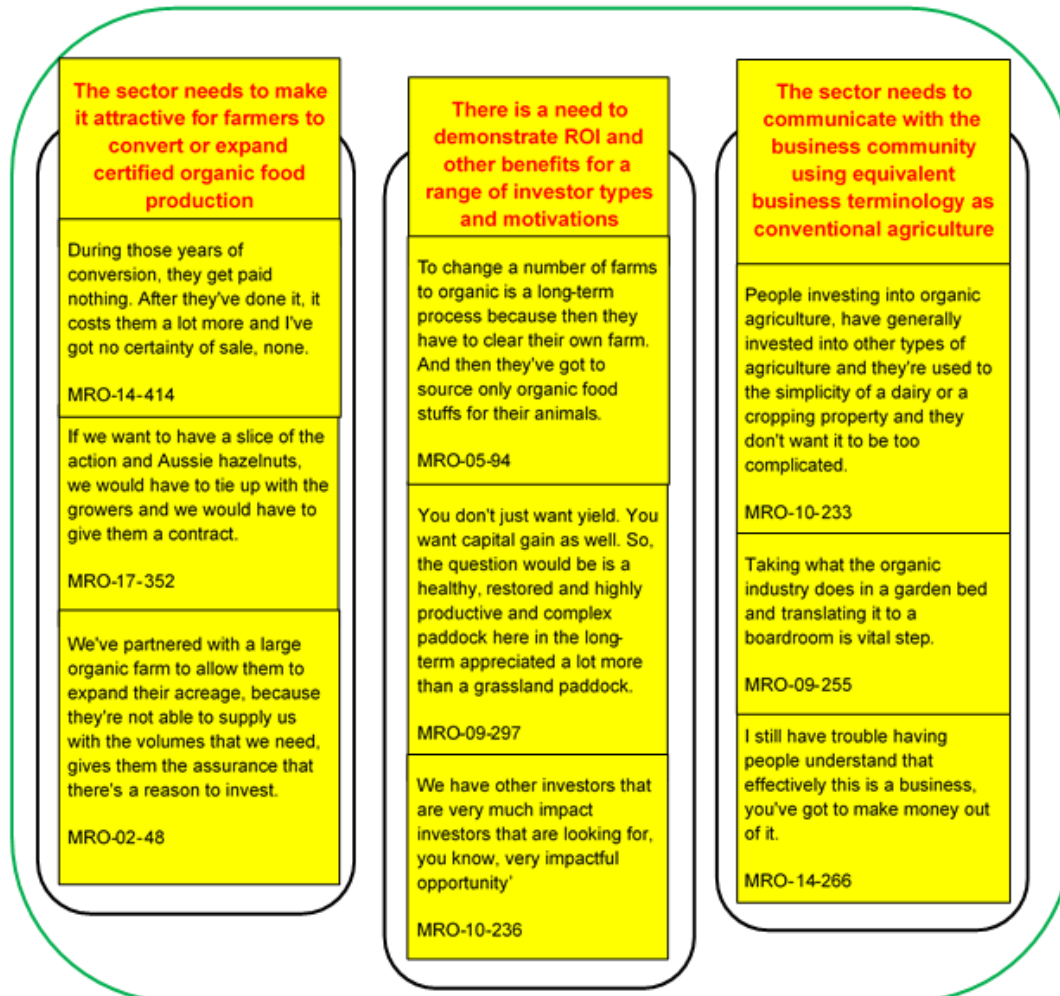 The sector needs to make
it attractive for farmers to
convert or expand
certified organic food
production
During those years of
conversion, they get paid
nothing. After they've done it, it
costs them a lot more and I've
got no certainty of sale, none.
MRO-14-414
If we want to have a slice of the
action and Aussie hazelnuts,
we would have to tie up with the
growers and we would have to
give them a contract.
MRO-17-352
We've partnered with a large
organic farm to allow them to
expand their acreage, because
they're not able to supply us
with the volumes that we need,
gives them the assurance that
there's a reason to invest.
MRO-02-48
There is a need to
demonstrate ROI and
other benefits for a
range of investor types
and motivations
To change a number of farms
to organic is a long-term
process because then they
have to clear their own farm.
And then they've got to
source only organic food
stuffs for their animals.
MRO-05-94
You don't just want yield. You
want capital gain as well. So,
the question would be is a
healthy, restored and highly
productive and complex
paddock here in the long-
term appreciated a lot more
than a grassland paddock.
MRO-09-297
We have other investors that
are very much impact
investors that are looking for,
you know, very impactful
opportunity'
MRO-10-236
The sector needs to
communicate with the
business community
using equivalent
business terminology as
conventional agriculture
People investing into organic
agriculture, have generally
invested into other types of
agriculture and they're used to
the simplicity of a dairy or a
cropping property and they
don't want it to be too
complicated.
MRO-10-233
Taking what the organic
industry does in a garden bed
and translating it to a
boardroom is vital step.
MRO-09-255
I still have trouble having
people understand that
effectively this is a business,
you've got to make money out
of it.
MRO-14-266